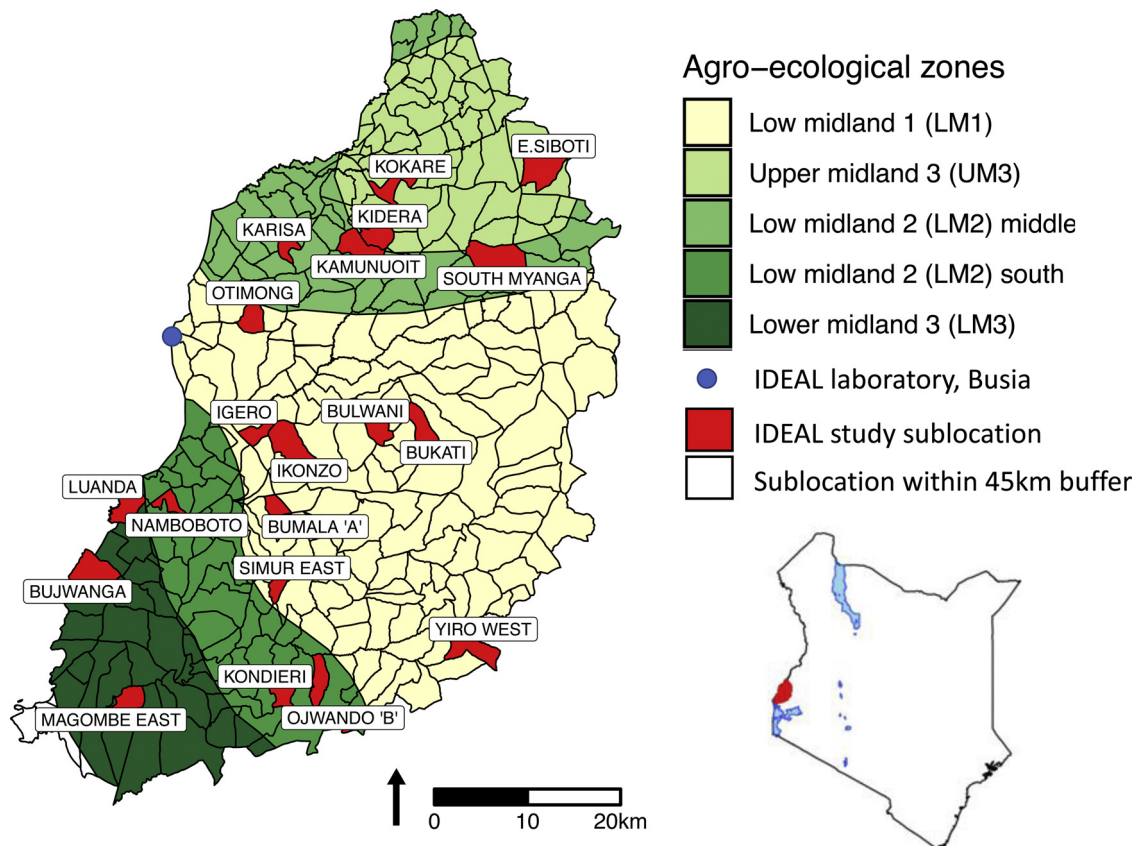 Agro-ecological zones
Low midland 1 (LM1)
Upper midland 3 (UM3)
Low midland 2 (LM2) middle
Low midland 2 (LM2) south
Lower midland 3 (LM3)
IDEAL laboratory, Busia
IDEAL study sublocation
Sublocation within 45km buffer
E.SIBOTI
KOKARE
KIDERA
KARISA
KAMUNUOIT
SOUTH MYANGA
OTIMONG
IGERO
BULWANI
BUKATI
IKONZO
LUANDA
NAMBOBOTO
BUMALA 'A'
SIMUR EAST
BUJWANGA
YIRO WEST
KONDIERI
MAGOMBE EAST
OJWANDO 'B'
0 10 20km